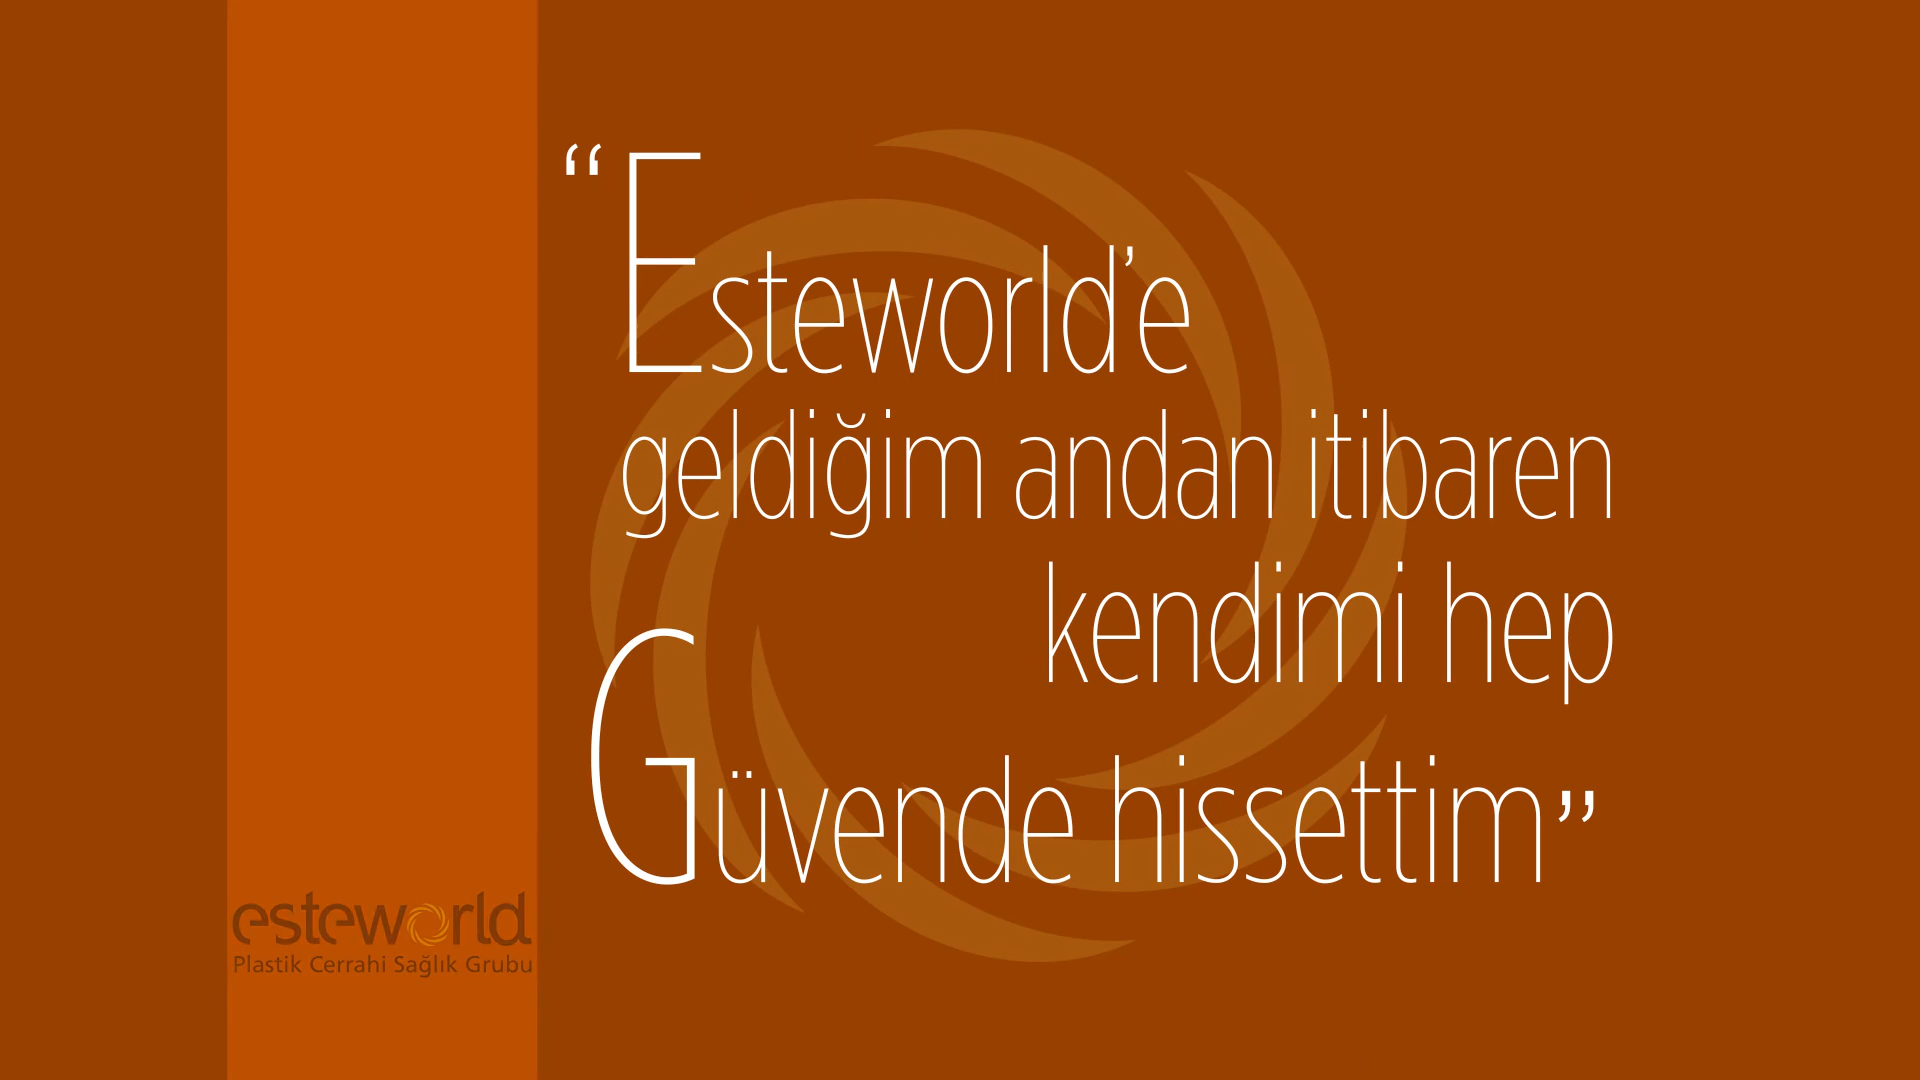 “Esteworld’e
geldiğim andan itibaren
kendimi hep
Güvende hissettim”
esteworld
Plastik Cerrahi Sağlık Grubu